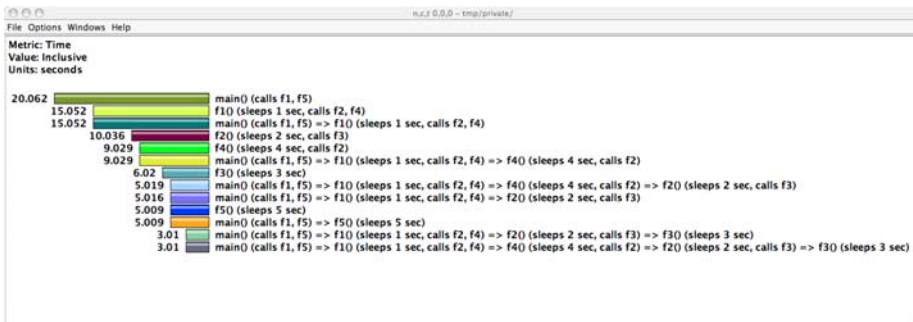 n,c,t 0,0,0 – tmp/private/
File Options Windows Help
Metric: Time
Value: Inclusive
Units: seconds
20.062 main() (calls f1, f5)
15.052 f1() (sleeps 1 sec, calls f2, f4)
15.052 main() (calls f1, f5) => f1() (sleeps 1 sec, calls f2, f4)
10.036 f2() (sleeps 2 sec, calls f3)
9.029 f4() (sleeps 4 sec, calls f2)
9.029 main() (calls f1, f5) => f1() (sleeps 1 sec, calls f2, f4) => f4() (sleeps 4 sec, calls f2)
6.02 f3() (sleeps 3 sec)
5.019 main() (calls f1, f5) => f1() (sleeps 1 sec, calls f2, f4) => f4() (sleeps 4 sec, calls f2) => f2() (sleeps 2 sec, calls f3)
5.016 main() (calls f1, f5) => f1() (sleeps 1 sec, calls f2, f4) => f2() (sleeps 2 sec, calls f3)
5.009 f5() (sleeps 5 sec)
5.009 main() (calls f1, f5) => f5() (sleeps 5 sec)
3.01 main() (calls f1, f5) => f1() (sleeps 1 sec, calls f2, f4) => f2() (sleeps 2 sec, calls f3) => f3() (sleeps 3 sec)
3.01 main() (calls f1, f5) => f1() (sleeps 1 sec, calls f2, f4) => f4() (sleeps 4 sec, calls f2) => f2() (sleeps 2 sec, calls f3) => f3() (sleeps 3 sec)